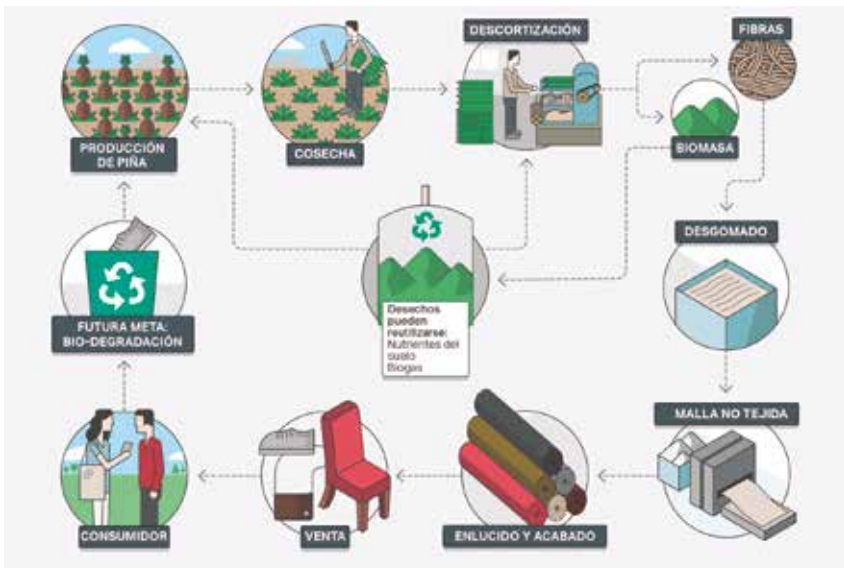 DESCORTIZACIÓN
FIBRAS
PRODUCCIÓN
DE PIÑA
COSECHA
BIOMASA
DESGOMADO
Desechos
pueden
reutilizarse:
Nutrientes del
suelo
Biogas
FUTURA META:
BIO-DEGRADACIÓN
MALLA NO TEJIDA
CONSUMIDOR
VENTA
ENLUCIDO Y ACABADO